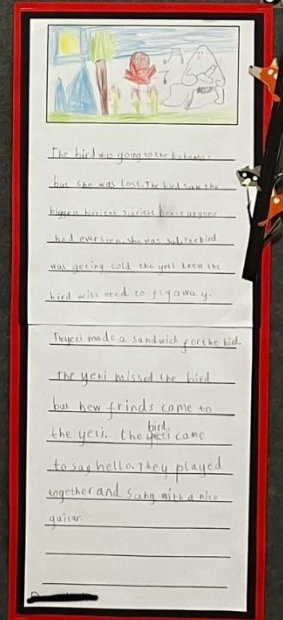 The bird was going to the bahamas.
but she was lost. The bird saw the
biggest hirriest scariest beast anyone
had ever seen. she was sad. The bird
was geting cold the yeti knew the
bird will need to fly away.
The yeti made a sandwich for the bird.
The yeti missed the bird
but new frinds came to
the yeti. the bird came
to say hello. They played
together and sang with a nice
guitar.